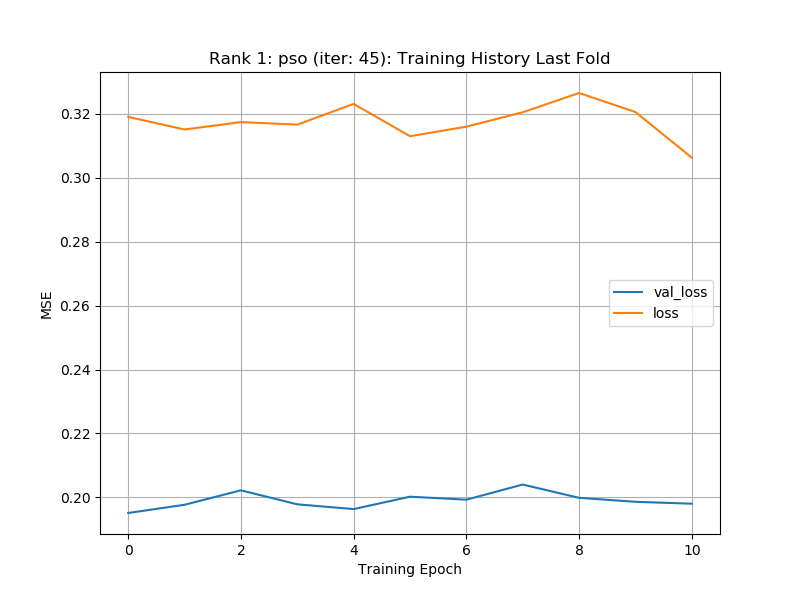 Rank 1: pso (iter: 45): Training History Last Fold
0.32
0.30
0.28
0.26
0.24
0.22
0.20
MSE
val_loss
loss
0 2 4 6 8 10
Training Epoch